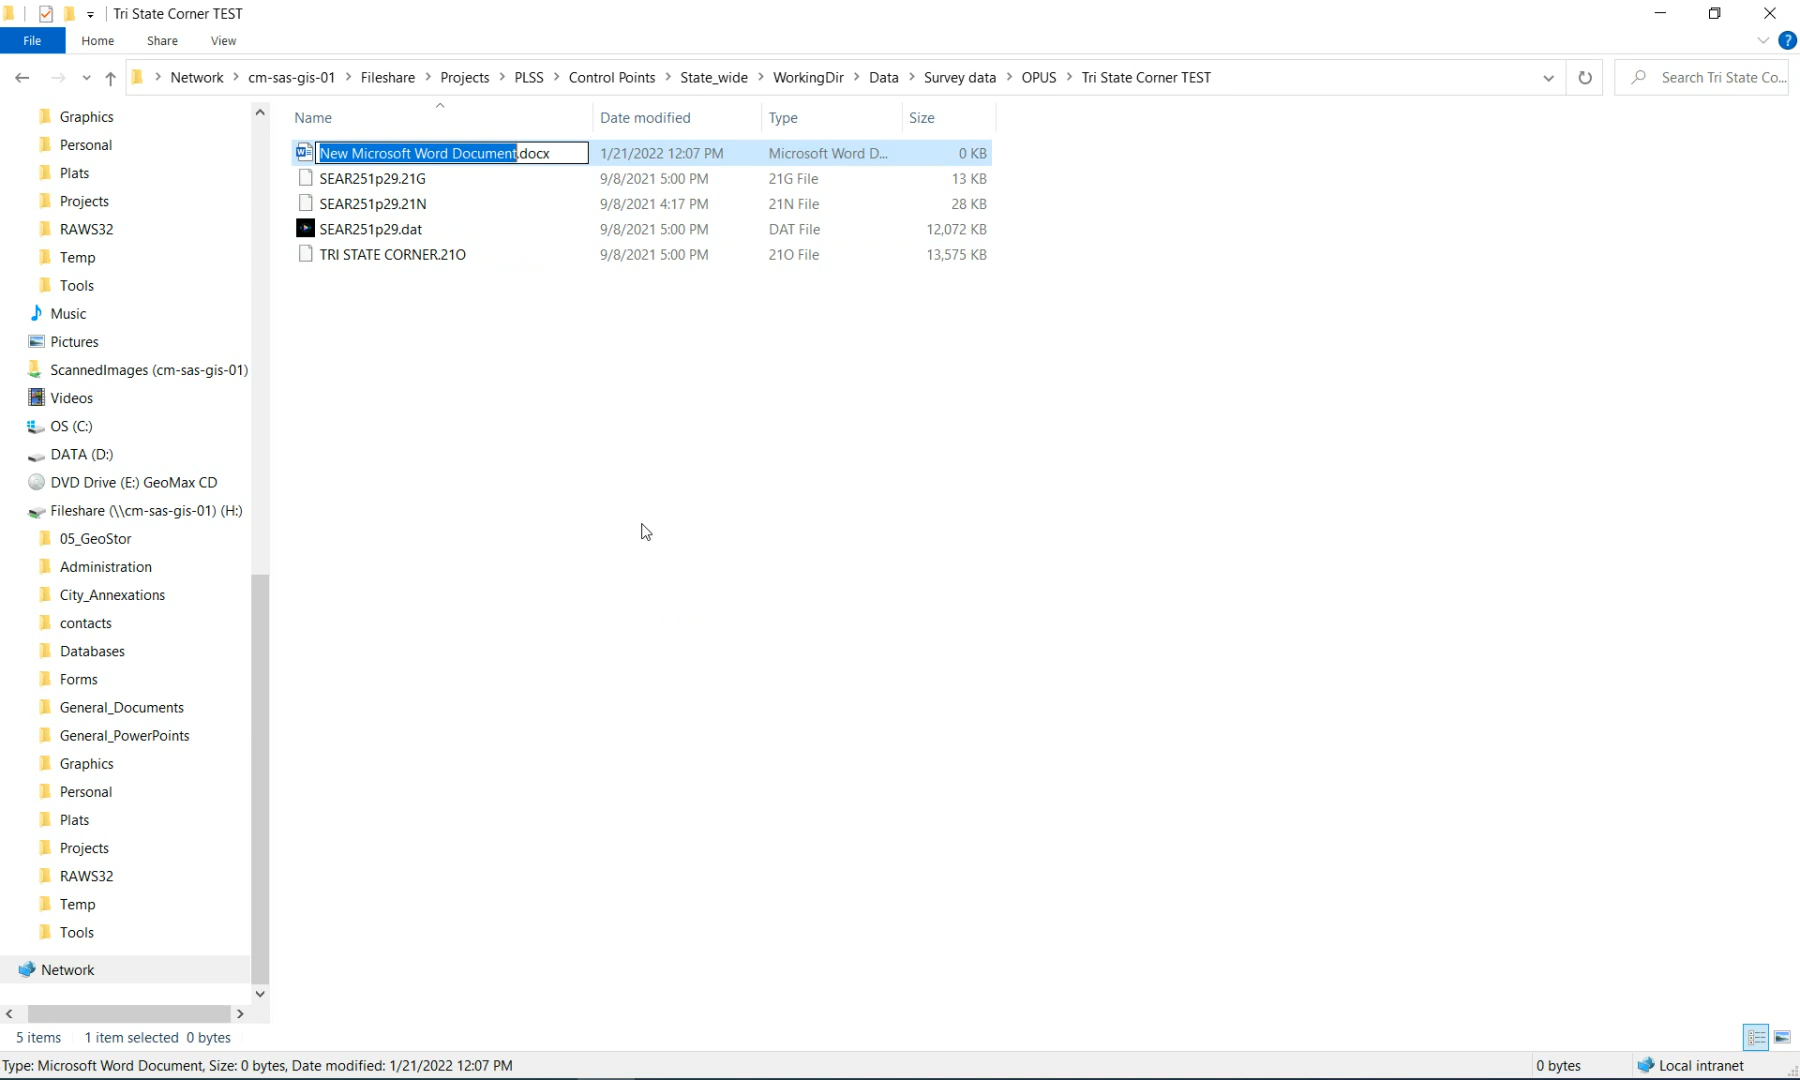 Tri State Corner TEST
File Home Share View
Network > cm-sas-gis-01 > Fileshare > Projects > PLSS > Control Points > State_wide > WorkingDir > Data > Survey data > OPUS > Tri State Corner TEST
Search Tri State Co...
Graphics
Personal
Plats
Projects
RAWS32
Temp
Tools
Music
Pictures
ScannedImages (cm-sas-gis-01)
Videos
OS (C:)
DATA (D:)
DVD Drive (E:) GeoMax CD
Fileshare (\\cm-sas-gis-01) (H:)
05_GeoStor
Administration
City_Annexations
contacts
Databases
Forms
General_Documents
General_PowerPoints
Graphics
Personal
Plats
Projects
RAWS32
Temp
Tools
Network
Name Date modified Type Size
New Microsoft Word Document.docx 1/21/2022 12:07 PM Microsoft Word D... 0 KB
SEAR251p29.21G 9/8/2021 5:00 PM 21G File 13 KB
SEAR251p29.21N 9/8/2021 4:17 PM 21N File 28 KB
SEAR251p29.dat 9/8/2021 5:00 PM DAT File 12,072 KB
TRI STATE CORNER.21O 9/8/2021 5:00 PM 21O File 13,575 KB
5 items 1 item selected 0 bytes
Type: Microsoft Word Document, Size: 0 bytes, Date modified: 1/21/2022 12:07 PM
0 bytes
Local intranet